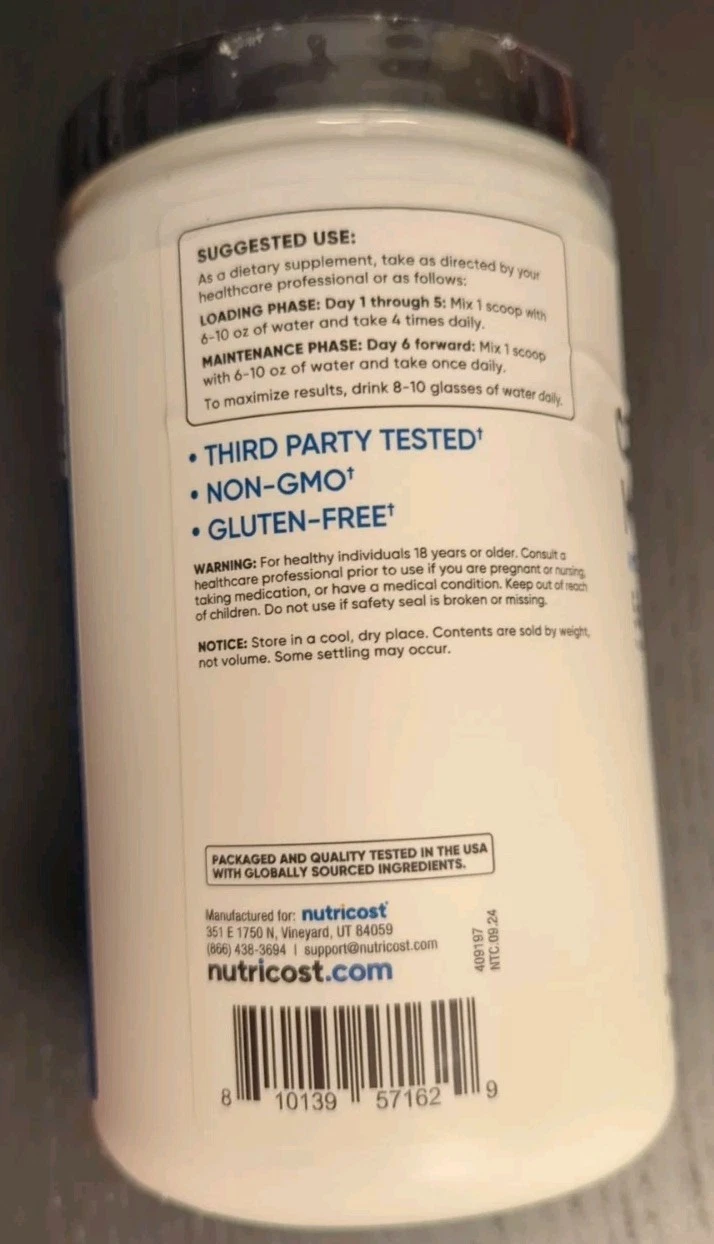 SUGGESTED USE:
As a dietary supplement, take as directed by your
healthcare professional or as follows:
LOADING PHASE: Day 1 through 5: Mix 1 scoop with
6-10 oz of water and take 4 times daily.
MAINTENANCE PHASE: Day 6 forward: Mix 1 scoop
with 6-10 oz of water and take once daily.
To maximize results, drink 8-10 glasses of water daily.
• THIRD PARTY TESTED†
• NON-GMO†
• GLUTEN-FREE†
WARNING: For healthy individuals 18 years or older. Consult a
healthcare professional prior to use if you are pregnant or nursing,
taking medication, or have a medical condition. Keep out of reach
of children. Do not use if safety seal is broken or missing.
NOTICE: Store in a cool, dry place. Contents are sold by weight,
not volume. Some settling may occur.
PACKAGED AND QUALITY TESTED IN THE USA
WITH GLOBALLY SOURCED INGREDIENTS.
Manufactured for: nutricost
351 E 1750 N, Vineyard, UT 84059
(866) 438-3694 | support@nutricost.com
nutricost.com
409197
NTC.09.24
8 10139 57162 9